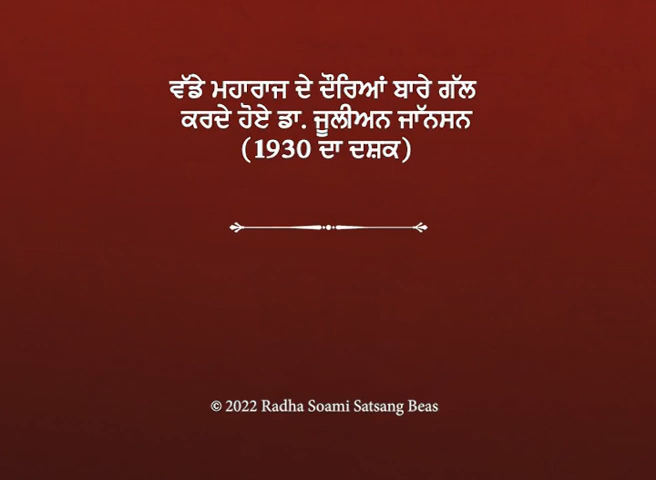 ਵੱਡੇ ਮਹਾਰਾਜ ਦੇ ਦੌਰਿਆਂ ਬਾਰੇ ਗੱਲ
ਕਰਦੇ ਹੋਏ ਡਾ. ਜੂਲੀਅਨ ਜਾੱਨਸਨ
(1930 ਦਾ ਦਸ਼ਕ)
© 2022 Radha Soami Satsang Beas